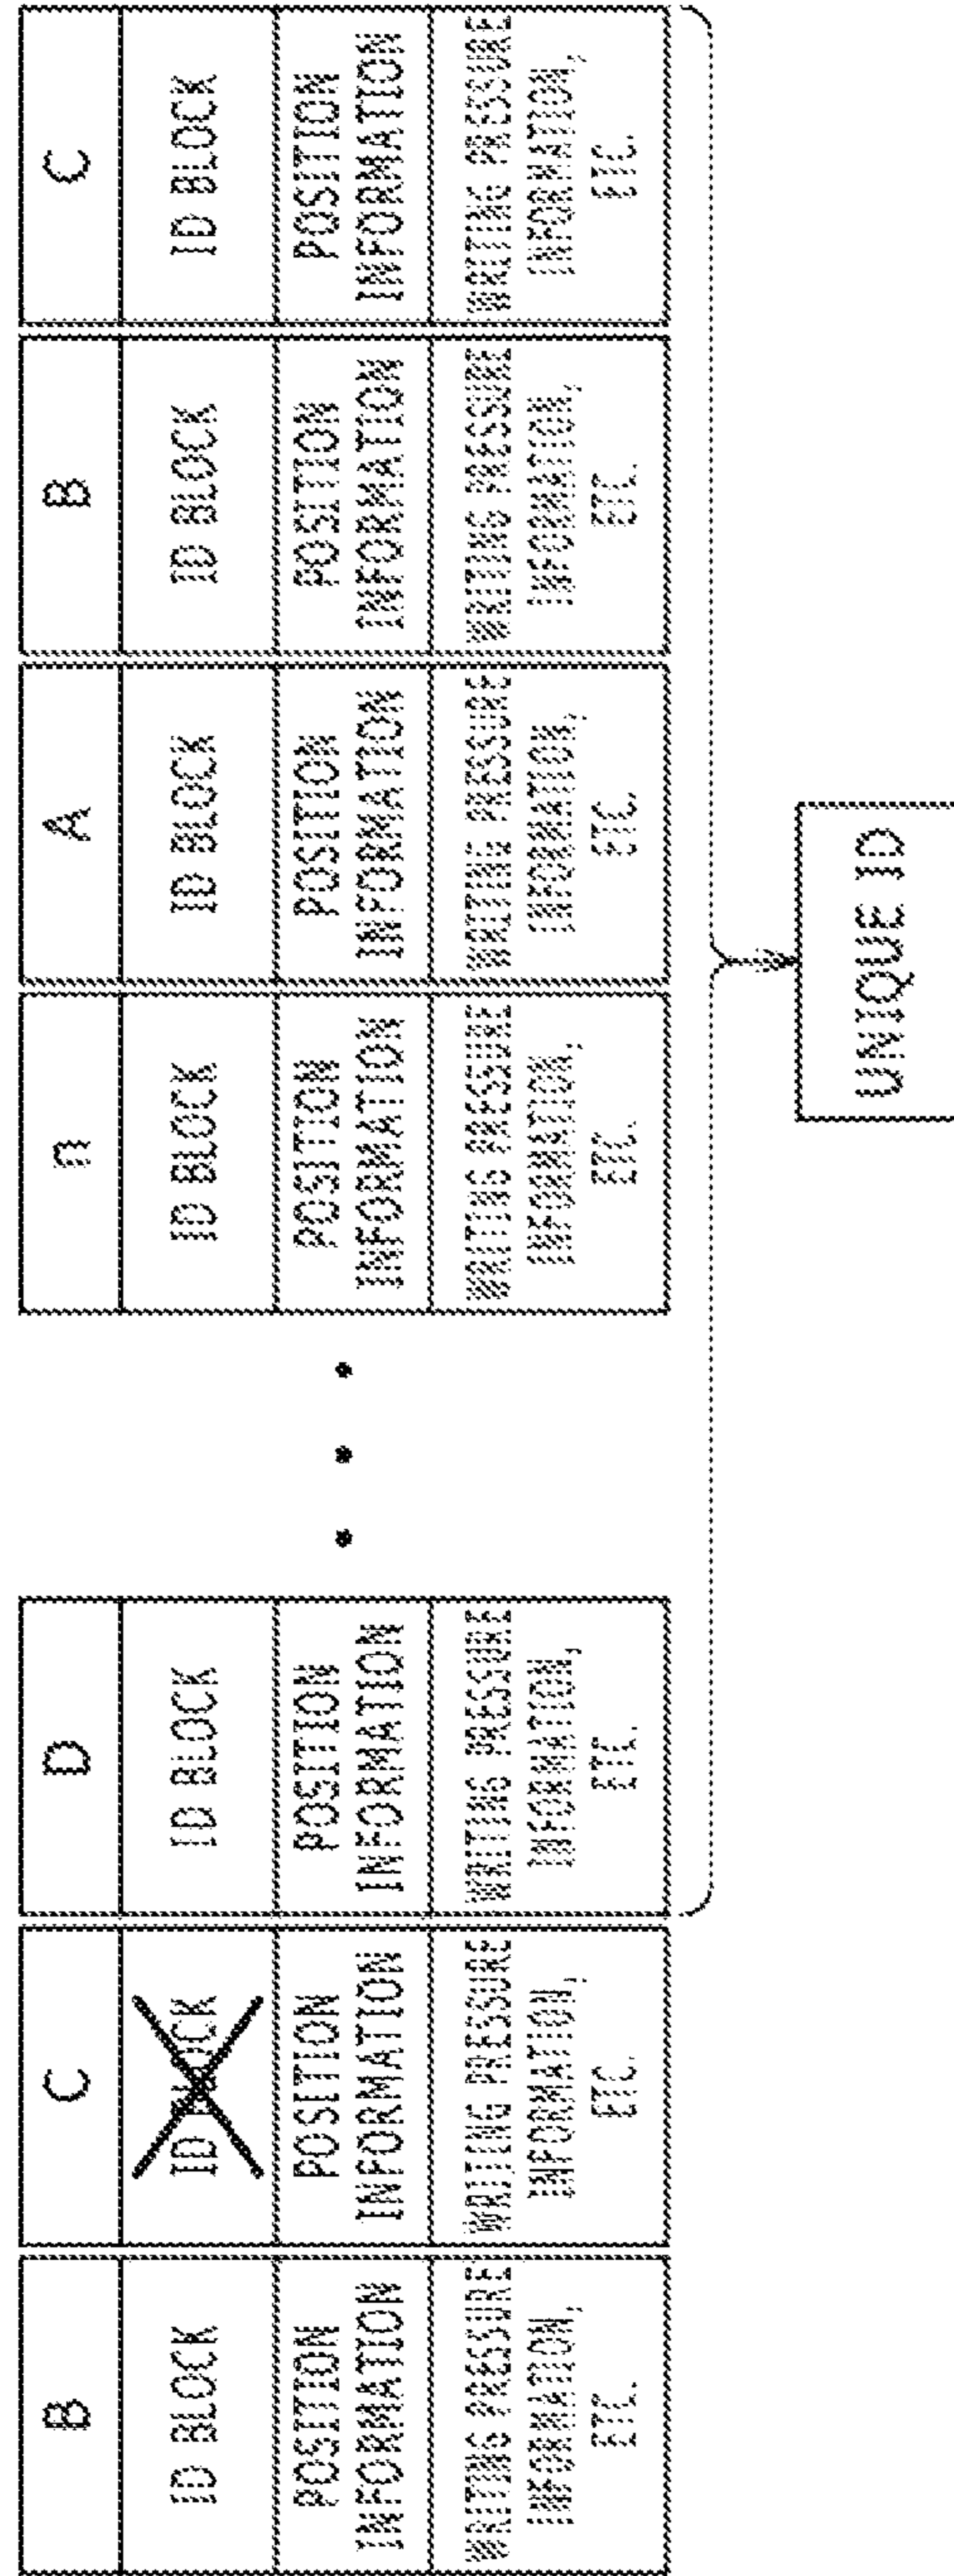 B
ID BLOCK
POSITION
INFORMATION
WRITING PRESSURE
INFORMATION,
ETC.
C
ID BLOCK
POSITION
INFORMATION
WRITING PRESSURE
INFORMATION,
ETC.
D
ID BLOCK
POSITION
INFORMATION
WRITING PRESSURE
INFORMATION,
ETC.
n
ID BLOCK
POSITION
INFORMATION
WRITING PRESSURE
INFORMATION,
ETC.
A
ID BLOCK
POSITION
INFORMATION
WRITING PRESSURE
INFORMATION,
ETC.
B
ID BLOCK
POSITION
INFORMATION
WRITING PRESSURE
INFORMATION,
ETC.
C
ID BLOCK
POSITION
INFORMATION
WRITING PRESSURE
INFORMATION,
ETC.
UNIQUE ID